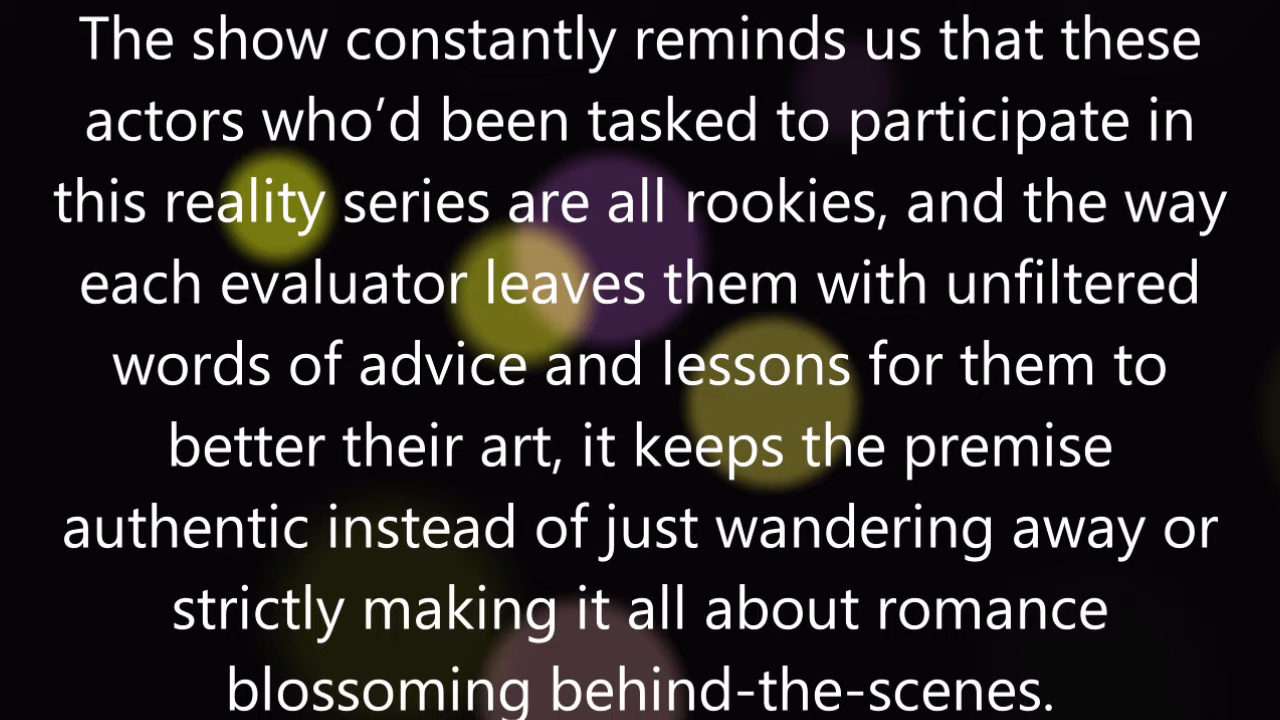 The show constantly reminds us that these
actors who’d been tasked to participate in
this reality series are all rookies, and the way
each evaluator leaves them with unfiltered
words of advice and lessons for them to
better their art, it keeps the premise
authentic instead of just wandering away or
strictly making it all about romance
blossoming behind-the-scenes.